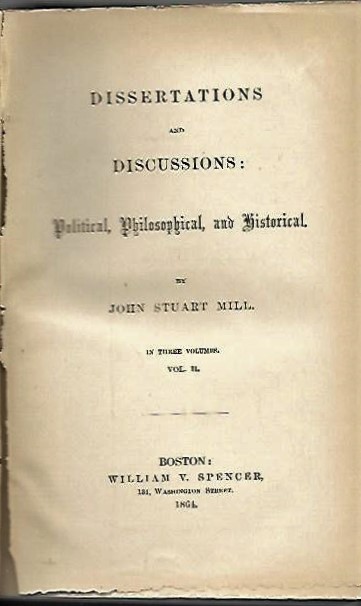 DISSERTATIONS
AND
DISCUSSIONS:
Political, Philosophical, and Historical.
BY
JOHN STUART MILL.
IN THREE VOLUMES.
VOL. II.
BOSTON:
WILLIAM V. SPENCER,
134, WASHINGTON STREET.
1864.